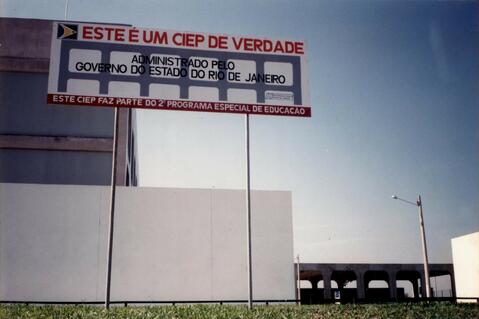 ESTE É UM CIEP DE VERDADE
ADMINISTRADO PELO
GOVERNO DO ESTADO DO RIO DE JANEIRO
ESTE CIEP FAZ PARTE DO 2º PROGRAMA ESPECIAL DE EDUCAÇÃO